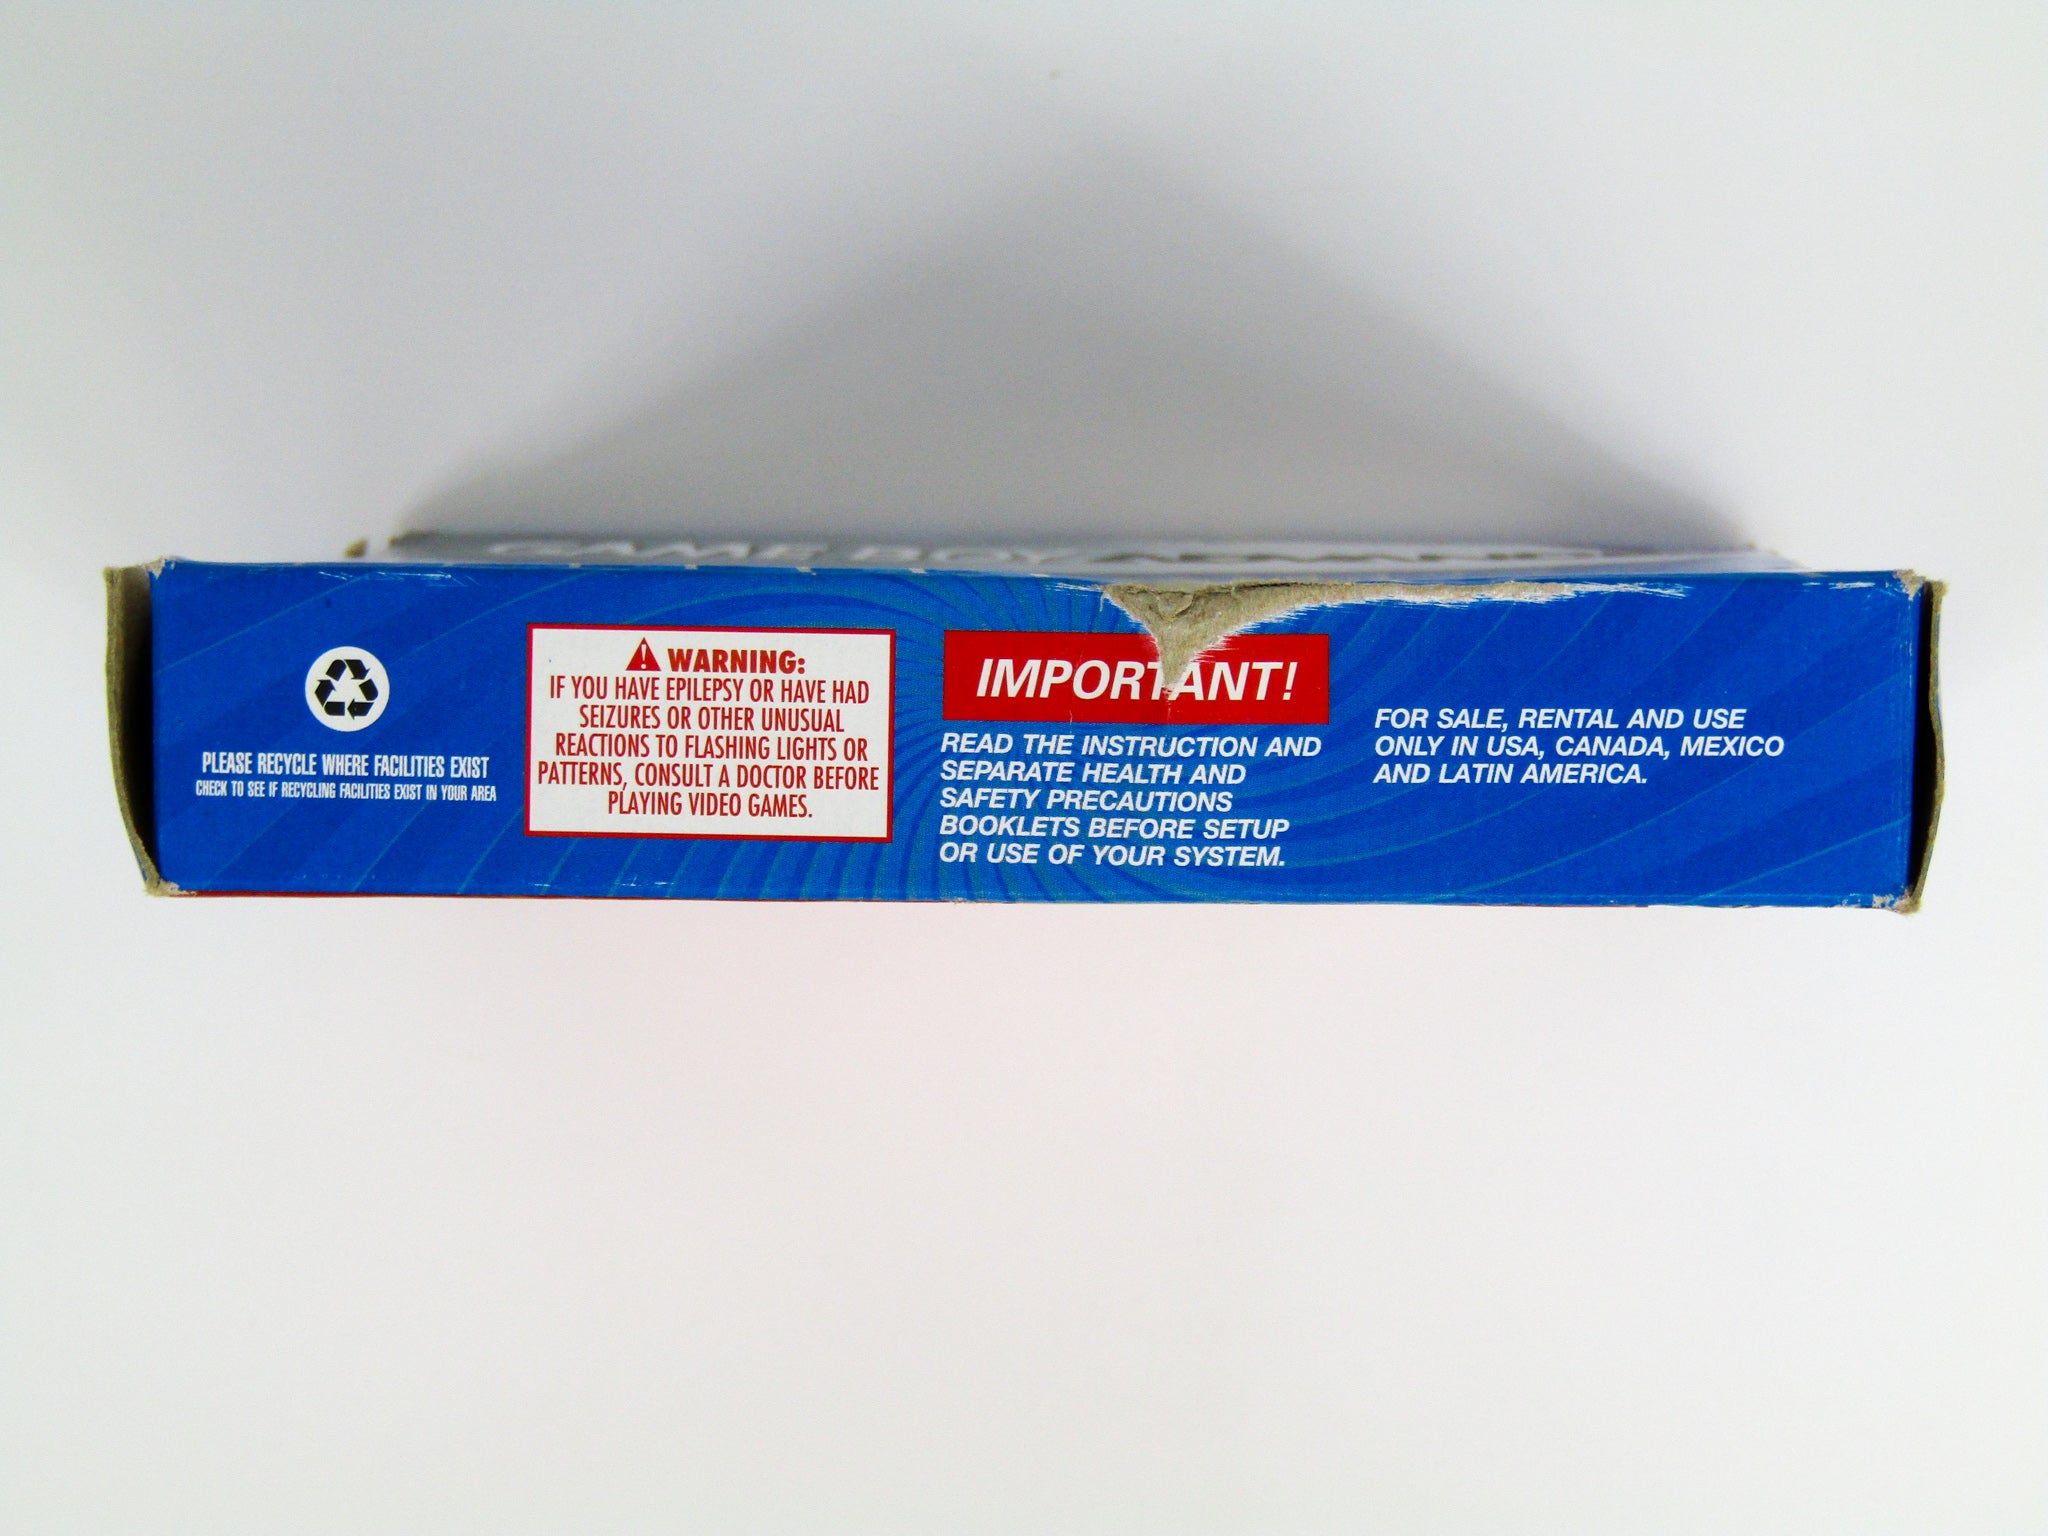 GAME BOY ADVANCE
PLEASE RECYCLE WHERE FACILITIES EXIST
CHECK TO SEE IF RECYCLING FACILITIES EXIST IN YOUR AREA
WARNING:
IF YOU HAVE EPILEPSY OR HAVE HAD
SEIZURES OR OTHER UNUSUAL
REACTIONS TO FLASHING LIGHTS OR
PATTERNS, CONSULT A DOCTOR BEFORE
PLAYING VIDEO GAMES.
IMPORTANT!
READ THE INSTRUCTION AND
SEPARATE HEALTH AND
SAFETY PRECAUTIONS
BOOKLETS BEFORE SETUP
OR USE OF YOUR SYSTEM.
FOR SALE, RENTAL AND USE
ONLY IN USA, CANADA, MEXICO
AND LATIN AMERICA.